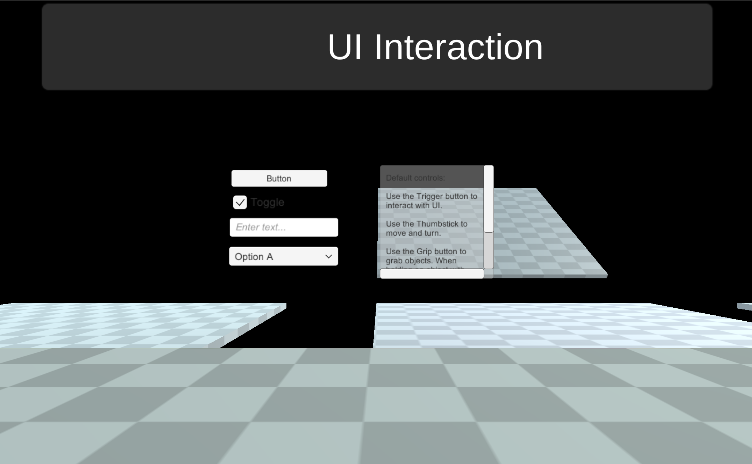 UI Interaction
Button
Toggle
Enter text...
Option A
Default controls:
Use the Trigger button to
interact with UI.
Use the Thumbstick to
move and turn.
Use the Grip button to
grab objects. When